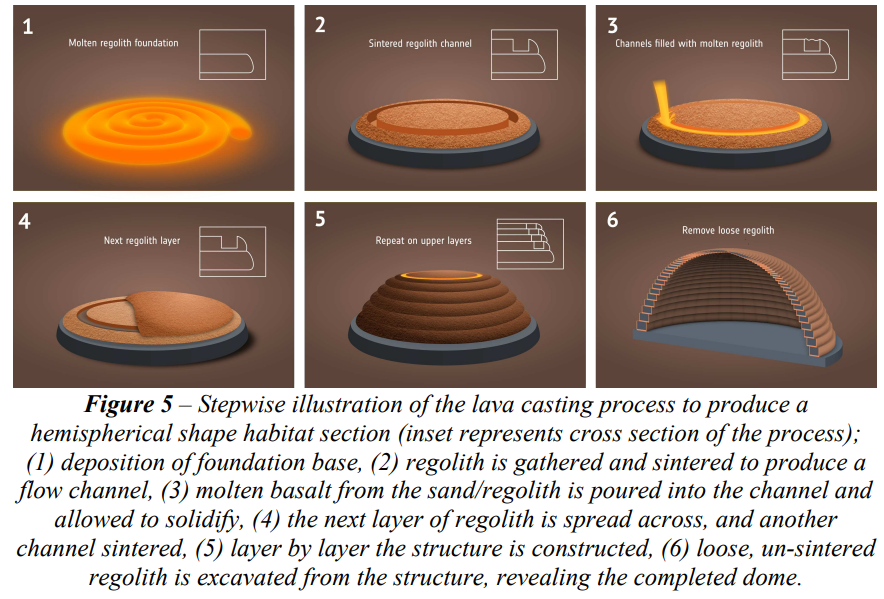 1
Molten regolith foundation
2
Sintered regolith channel
3
Channels filled with molten regolith
4
Next regolith layer
5
Repeat on upper layers
6
Remove loose regolith
Figure 5 – Stepwise illustration of the lava casting process to produce a
hemispherical shape habitat section (inset represents cross section of the process);
(1) deposition of foundation base, (2) regolith is gathered and sintered to produce a
flow channel, (3) molten basalt from the sand/regolith is poured into the channel and
allowed to solidify, (4) the next layer of regolith is spread across, and another
channel sintered, (5) layer by layer the structure is constructed, (6) loose, un-sintered
regolith is excavated from the structure, revealing the completed dome.